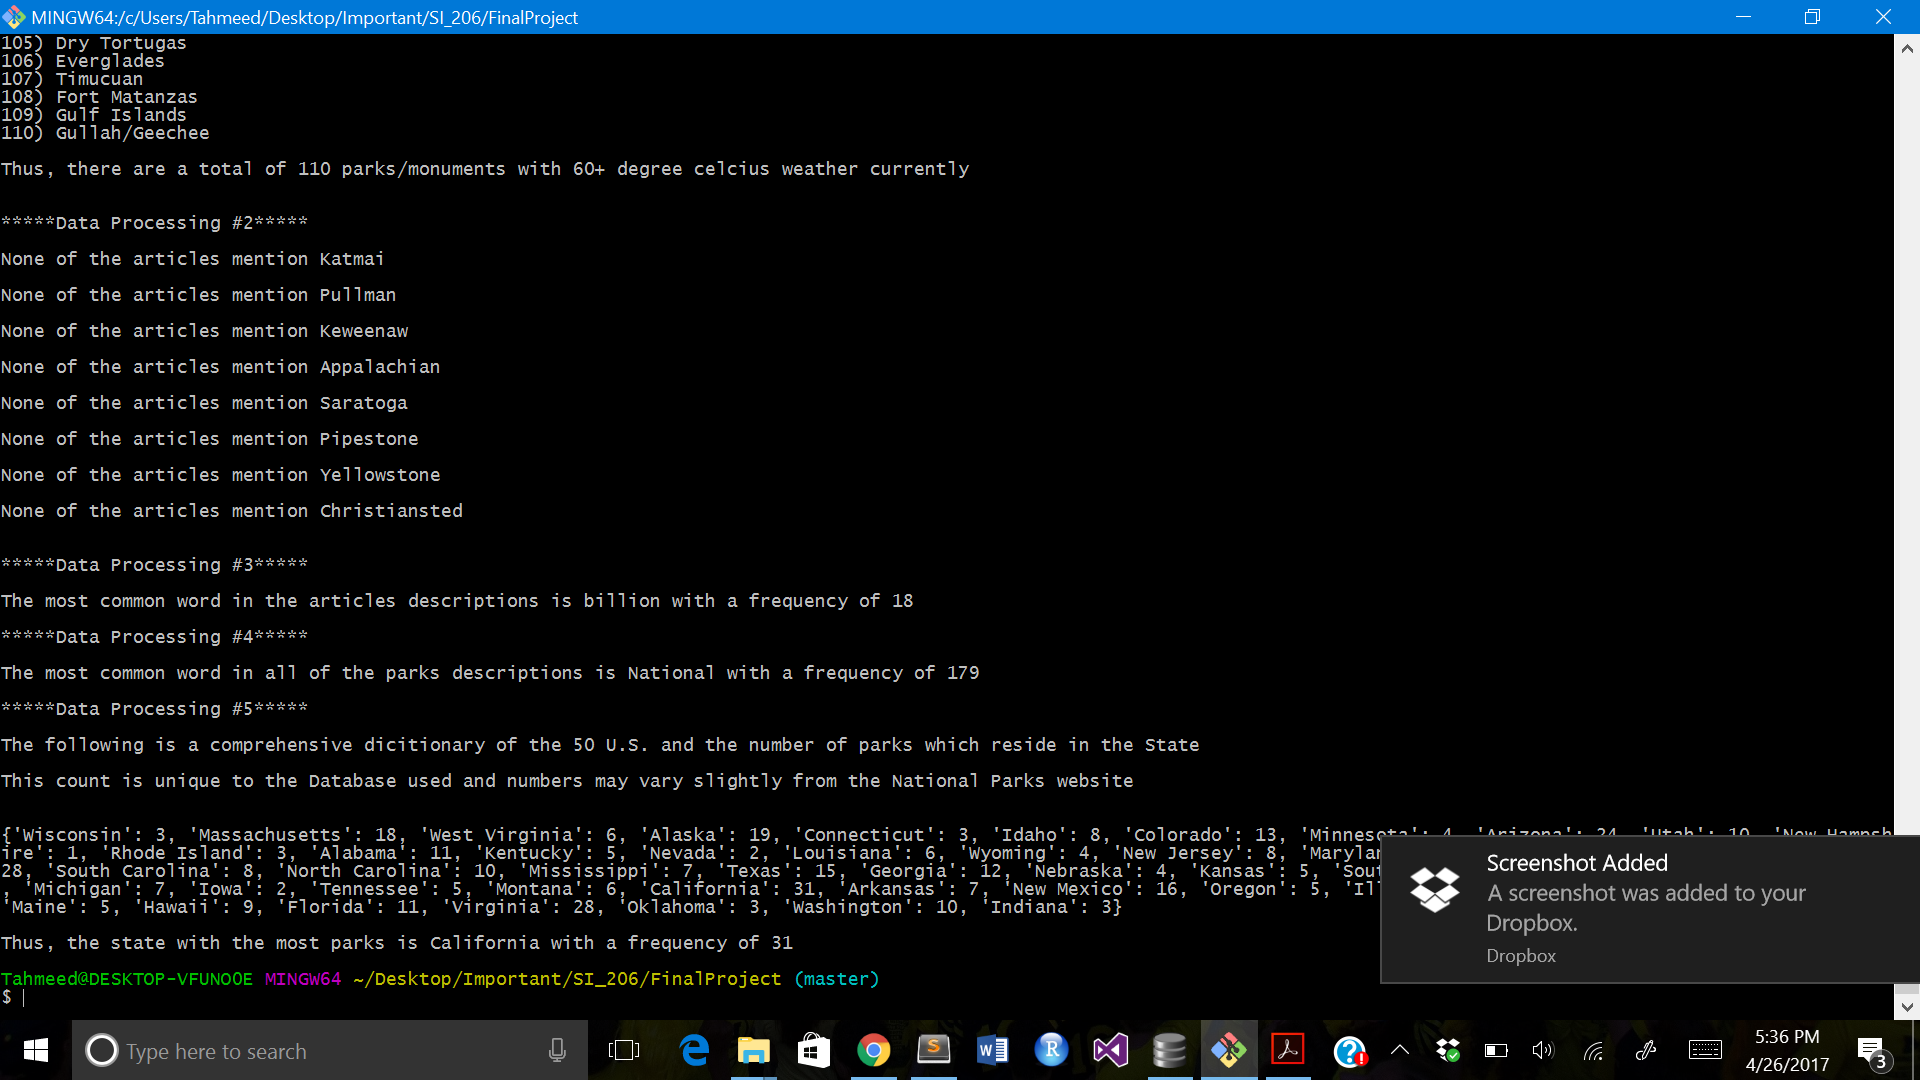 MINGW64:/c/Users/Tahmeed/Desktop/Important/SI_206/FinalProject
105) Dry Tortugas
106) Everglades
107) Timucuan
108) Fort Matanzas
109) Gulf Islands
110) Gullah/Geechee
Thus, there are a total of 110 parks/monuments with 60+ degree celcius weather currently
*****Data Processing #2*****
None of the articles mention Katmai
None of the articles mention Pullman
None of the articles mention Keweenaw
None of the articles mention Appalachian
None of the articles mention Saratoga
None of the articles mention Pipestone
None of the articles mention Yellowstone
None of the articles mention Christiansted
*****Data Processing #3*****
The most common word in the articles descriptions is billion with a frequency of 18
*****Data Processing #4*****
The most common word in all of the parks descriptions is National with a frequency of 179
*****Data Processing #5*****
The following is a comprehensive dicitionary of the 50 U.S. and the number of parks which reside in the State
This count is unique to the Database used and numbers may vary slightly from the National Parks website
{'Wisconsin': 3, 'Massachusetts': 18, 'West Virginia': 6, 'Alaska': 19, 'Connecticut': 3, 'Idaho': 8, 'Colorado': 13, 'Minnesota': 4, 'Arizona': 24, 'Utah': 10, 'New Hampsh
ire': 1, 'Rhode Island': 3, 'Alabama': 11, 'Kentucky': 5, 'Nevada': 2, 'Louisiana': 6, 'Wyoming': 4, 'New Jersey': 8, 'Marylan
28, 'South Carolina': 8, 'North Carolina': 10, 'Mississippi': 7, 'Texas': 15, 'Georgia': 12, 'Nebraska': 4, 'Kansas': 5, 'Sout
, 'Michigan': 7, 'Iowa': 2, 'Tennessee': 5, 'Montana': 6, 'California': 31, 'Arkansas': 7, 'New Mexico': 16, 'Oregon': 5, 'Ill
'Maine': 5, 'Hawaii': 9, 'Florida': 11, 'Virginia': 28, 'Oklahoma': 3, 'Washington': 10, 'Indiana': 3}
Thus, the state with the most parks is California with a frequency of 31
Tahmeed@DESKTOP-VFUNO0E MINGW64 ~/Desktop/Important/SI_206/FinalProject (master)
$
Screenshot Added
A screenshot was added to your
Dropbox.
Dropbox
Type here to search
5:36 PM
4/26/2017
3